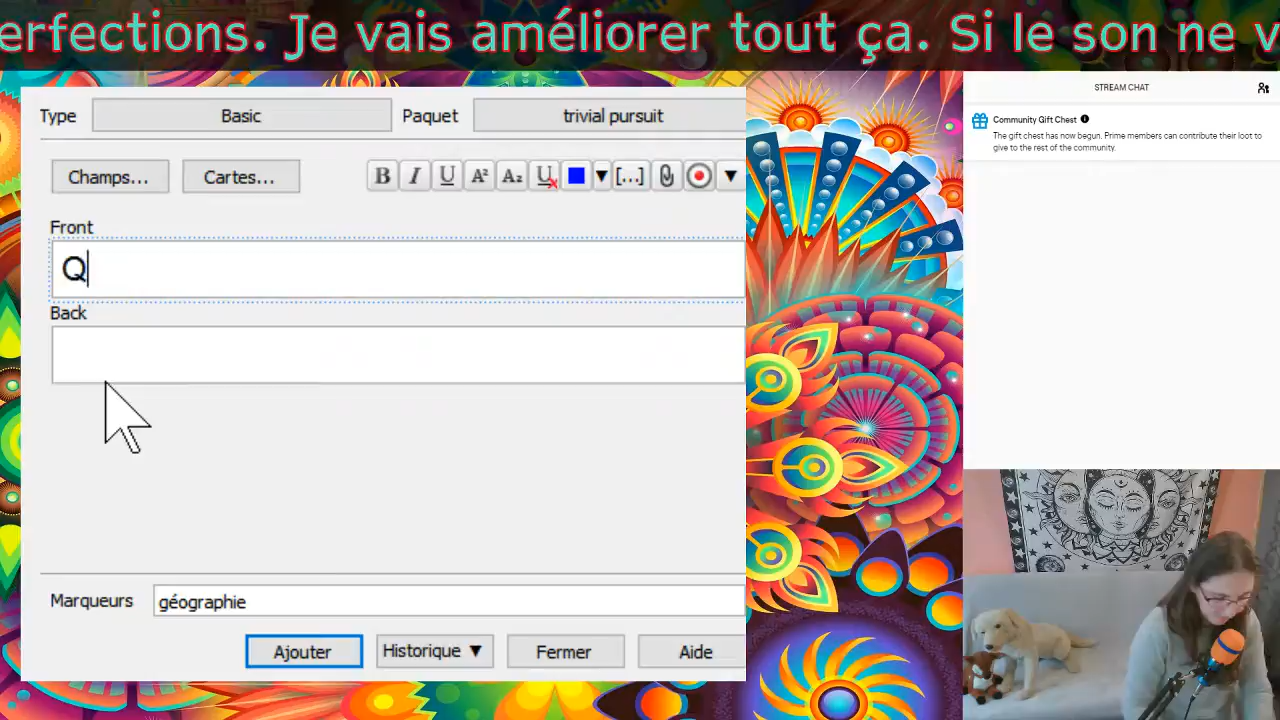 erfections. Je vais améliorer tout ça. Si le son ne v
Type Basic Paquet trivial pursuit
Champs... Cartes... B I U A² A₂ U [...]
Front
Q
Back
Marqueurs géographie
Ajouter Historique ▼ Fermer Aide
STREAM CHAT
Community Gift Chest
The gift chest has now begun. Prime members can contribute their loot to
give to the rest of the community.